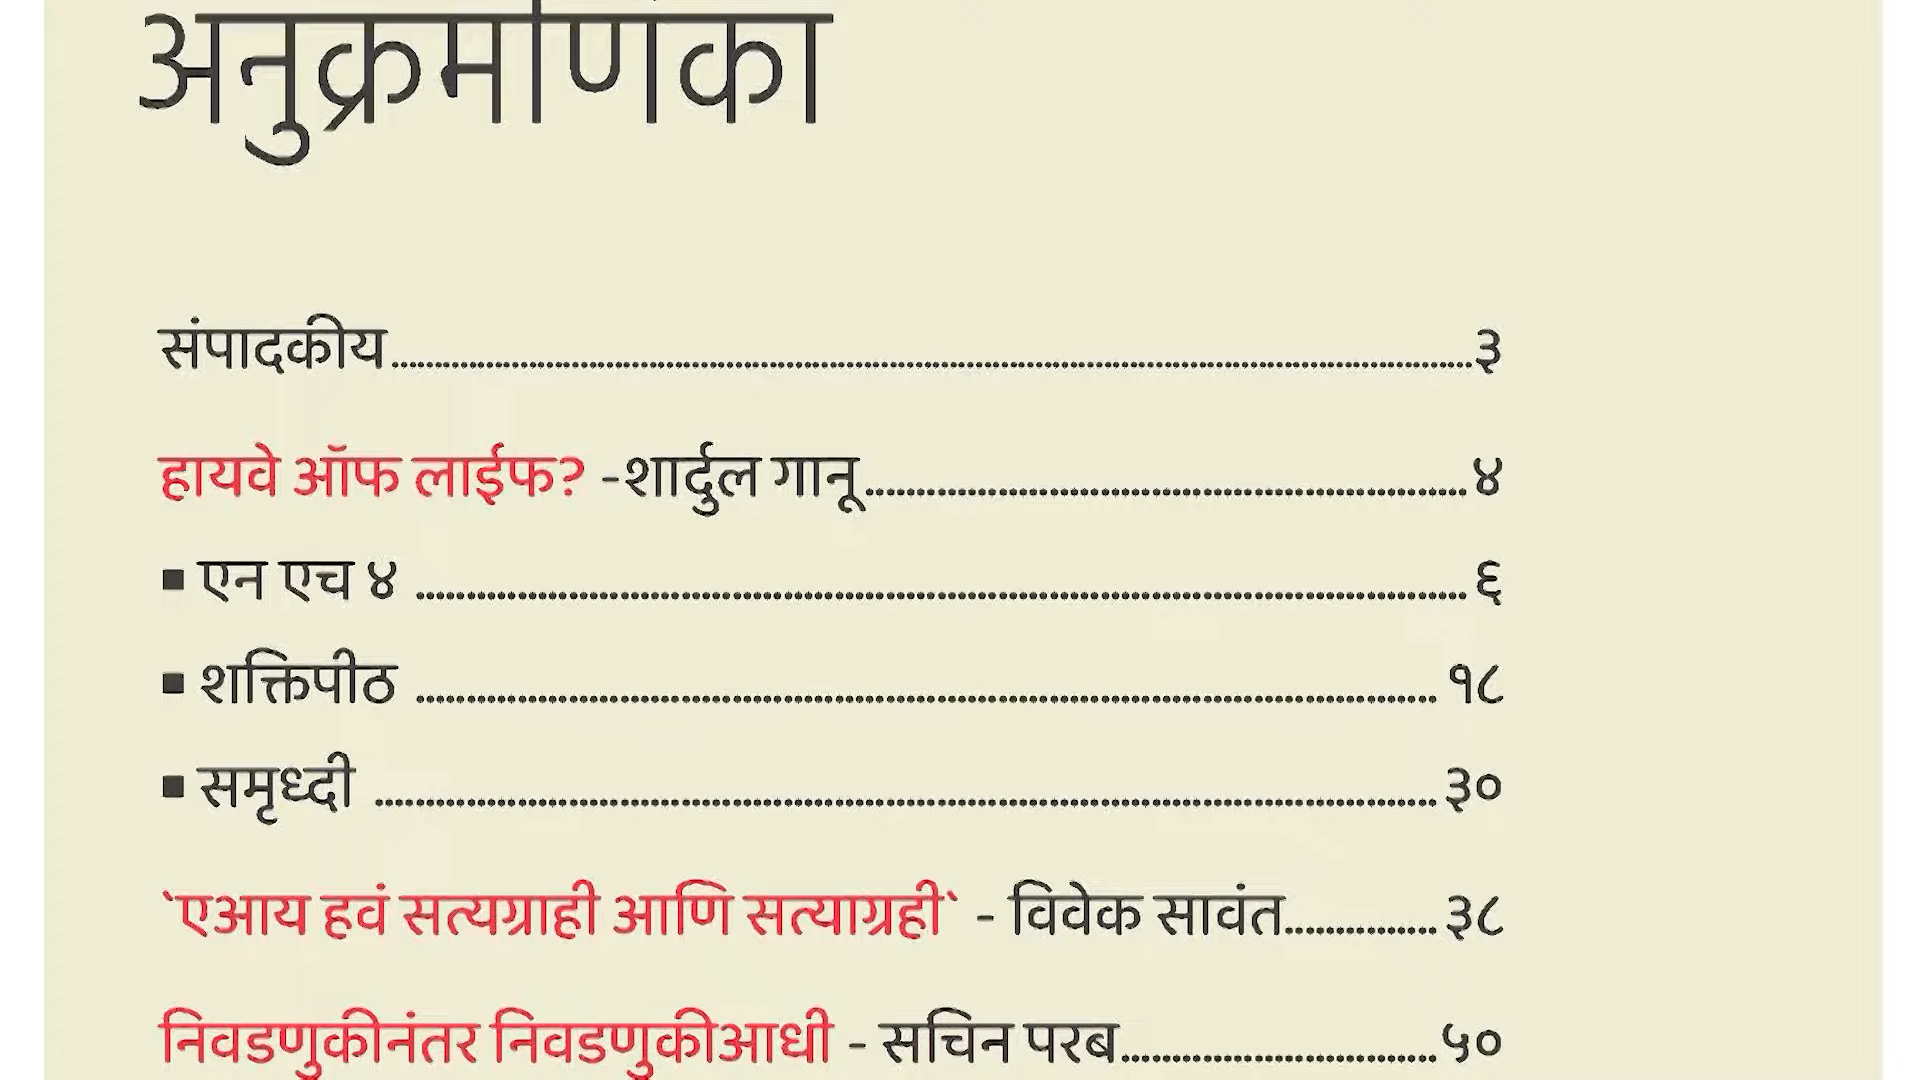 अनुक्रमणिका
संपादकीय........................................................................................................३
हायवे ऑफ लाईफ? -शार्दुल गानू..........................................................४
▪ एन एच ४ .....................................................................................................६
▪ शक्तिपीठ ..................................................................................................१८
▪ समृध्दी ......................................................................................................३०
`एआय हवं सत्यग्राही आणि सत्याग्रही` - विवेक सावंत...............३८
निवडणुकीनंतर निवडणुकीआधी - सचिन परब..............................५०